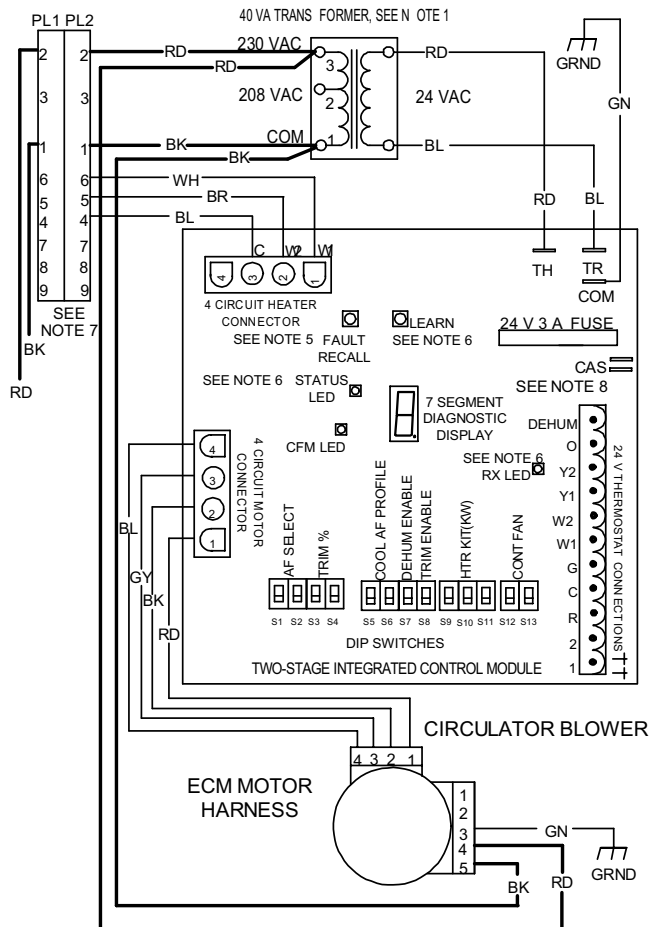 PL1 PL2
40 VA TRANS FORMER, SEE N OTE 1
2 2 RD 230 VAC RD
RD 3
3 3 208 VAC 2 24 VAC
GRND
GN
COM
1 1 BK 1 BL
BK
6 6 WH
5 5 BR
4 4 BL
7 7
8 8
9 9
SEE
NOTE 7
BK
RD
RD BL
TH TR
COM
C W2 W1
4 3 2 1
4 CIRCUIT HEATER
CONNECTOR
SEE NOTE 5
FAULT
RECALL
LEARN
SEE NOTE 6
24 V 3 A FUSE
CAS
SEE NOTE 8
SEE NOTE 6
STATUS
LED
CFM LED
7 SEGMENT
DIAGNOSTIC
DISPLAY
SEE NOTE 6
RX LED
DEHUM
O
Y2
Y1
W2
W1
G
C
R
2
1
24 V THERMOSTAT CONNECTIONS
4
3
2
1
4 CIRCUIT MOTOR
CONNECTOR
BL
GY
BK
RD
AF SELECT
TRIM %
COOL AF PROFILE
DEHUM ENABLE
TRIM ENABLE
HTR KIT(KW)
CONT FAN
S1 S2 S3 S4 S5 S6 S7 S8 S9 S10 S11 S12 S13
DIP SWITCHES
TWO-STAGE INTEGRATED CONTROL MODULE
CIRCULATOR BLOWER
4 3 2 1
ECM MOTOR
HARNESS
1
2
3 GN
4
5
GRND
BK RD